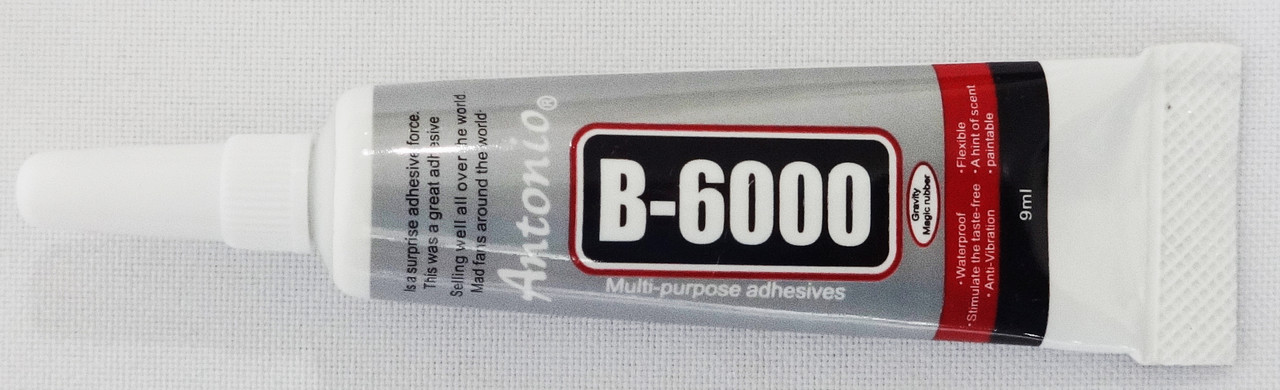 Is a surprise adhesive force.
This was a great adhesive
Selling well all over the world
Mad fans around the world·
Antonio®
B-6000
Multi-purpose adhesives
Gravity
Magic rubber
·Waterproof ·Flexible
·Stimulate the taste-free ·A hint of scent
·Anti-Vibration ·paintable
9ml